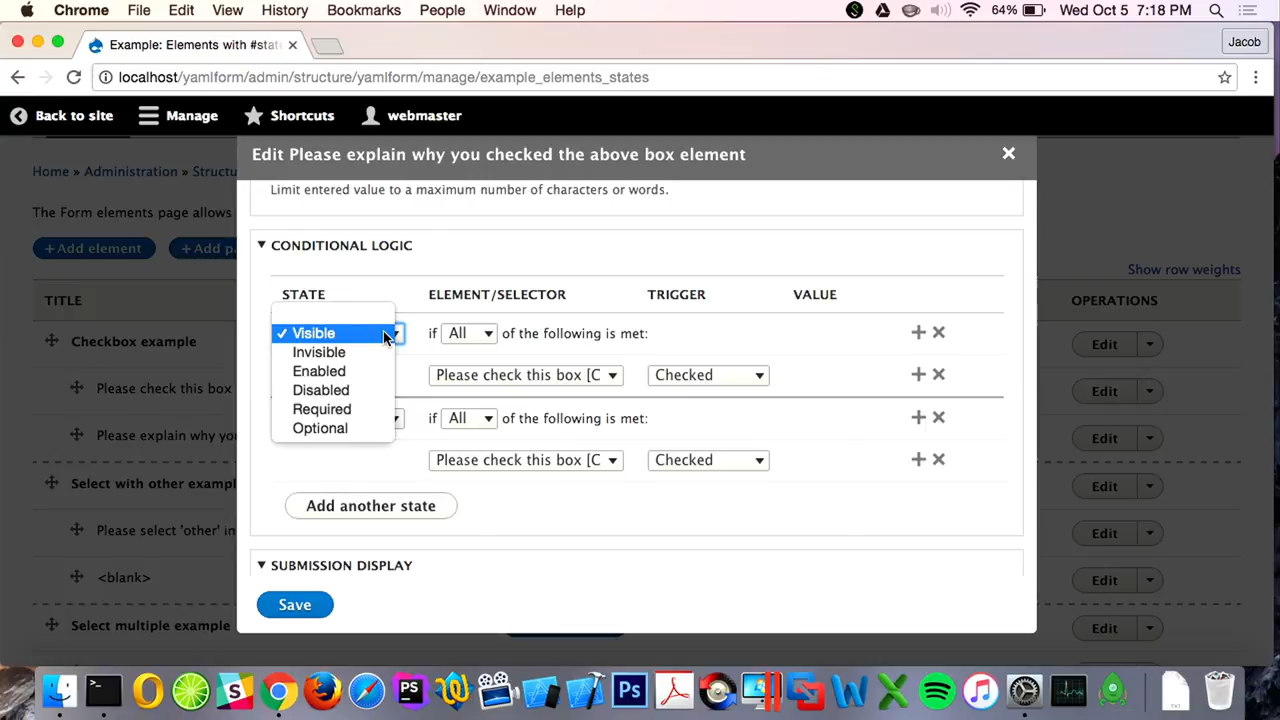 Chrome File Edit View History Bookmarks People Window Help 64% Wed Oct 5 7:18 PM
Example: Elements with #stat Jacob
localhost/yamlform/admin/structure/yamlform/manage/example_elements_states
Back to site Manage Shortcuts webmaster
Edit Please explain why you checked the above box element
Home » Administration » Structu
Limit entered value to a maximum number of characters or words.
The Form elements page allows
+Add element +Add p
CONDITIONAL LOGIC
Show row weights
TITLE OPERATIONS
STATE ELEMENT/SELECTOR TRIGGER VALUE
Visible if All of the following is met:
Checkbox example Edit
Invisible
Enabled Please check this box [C Checked
Please check this box Edit
Disabled
Required if All of the following is met:
Optional
Please explain why you Edit
Please check this box [C Checked
Select with other exampl Edit
Add another state
Please select 'other' in Edit
SUBMISSION DISPLAY
<blank> Edit
Save
Select multiple example Edit
PS Ps W X
TXT